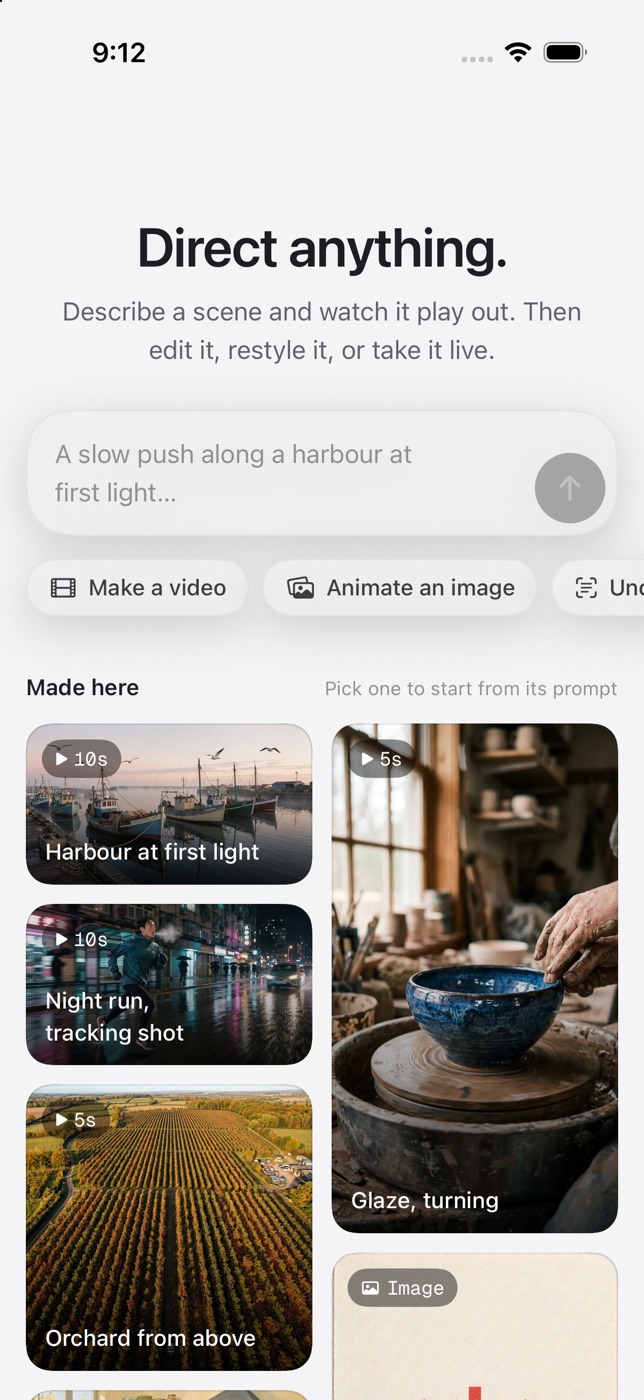 9:12
Direct anything.
Describe a scene and watch it play out. Then
edit it, restyle it, or take it live.
A slow push along a harbour at
first light...
Make a video
Animate an image
Made here
Pick one to start from its prompt
10s
Harbour at first light
10s
Night run,
tracking shot
5s
Orchard from above
5s
Glaze, turning
Image